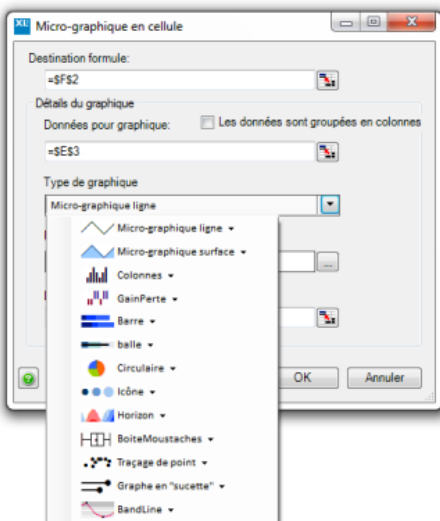 XL Micro-graphique en cellule
Destination formule:
=$F$2
Détails du graphique
Données pour graphique: Les données sont groupées en colonnes
=$E$3
Type de graphique
Micro-graphique ligne
Micro-graphique ligne
Micro-graphique surface
Colonnes
GainPerte
Barre
balle
Circulaire
Icône
Horizon
BoiteMoustaches
Traçage de point
Graphe en "sucette"
BandLine
...
OK Annuler